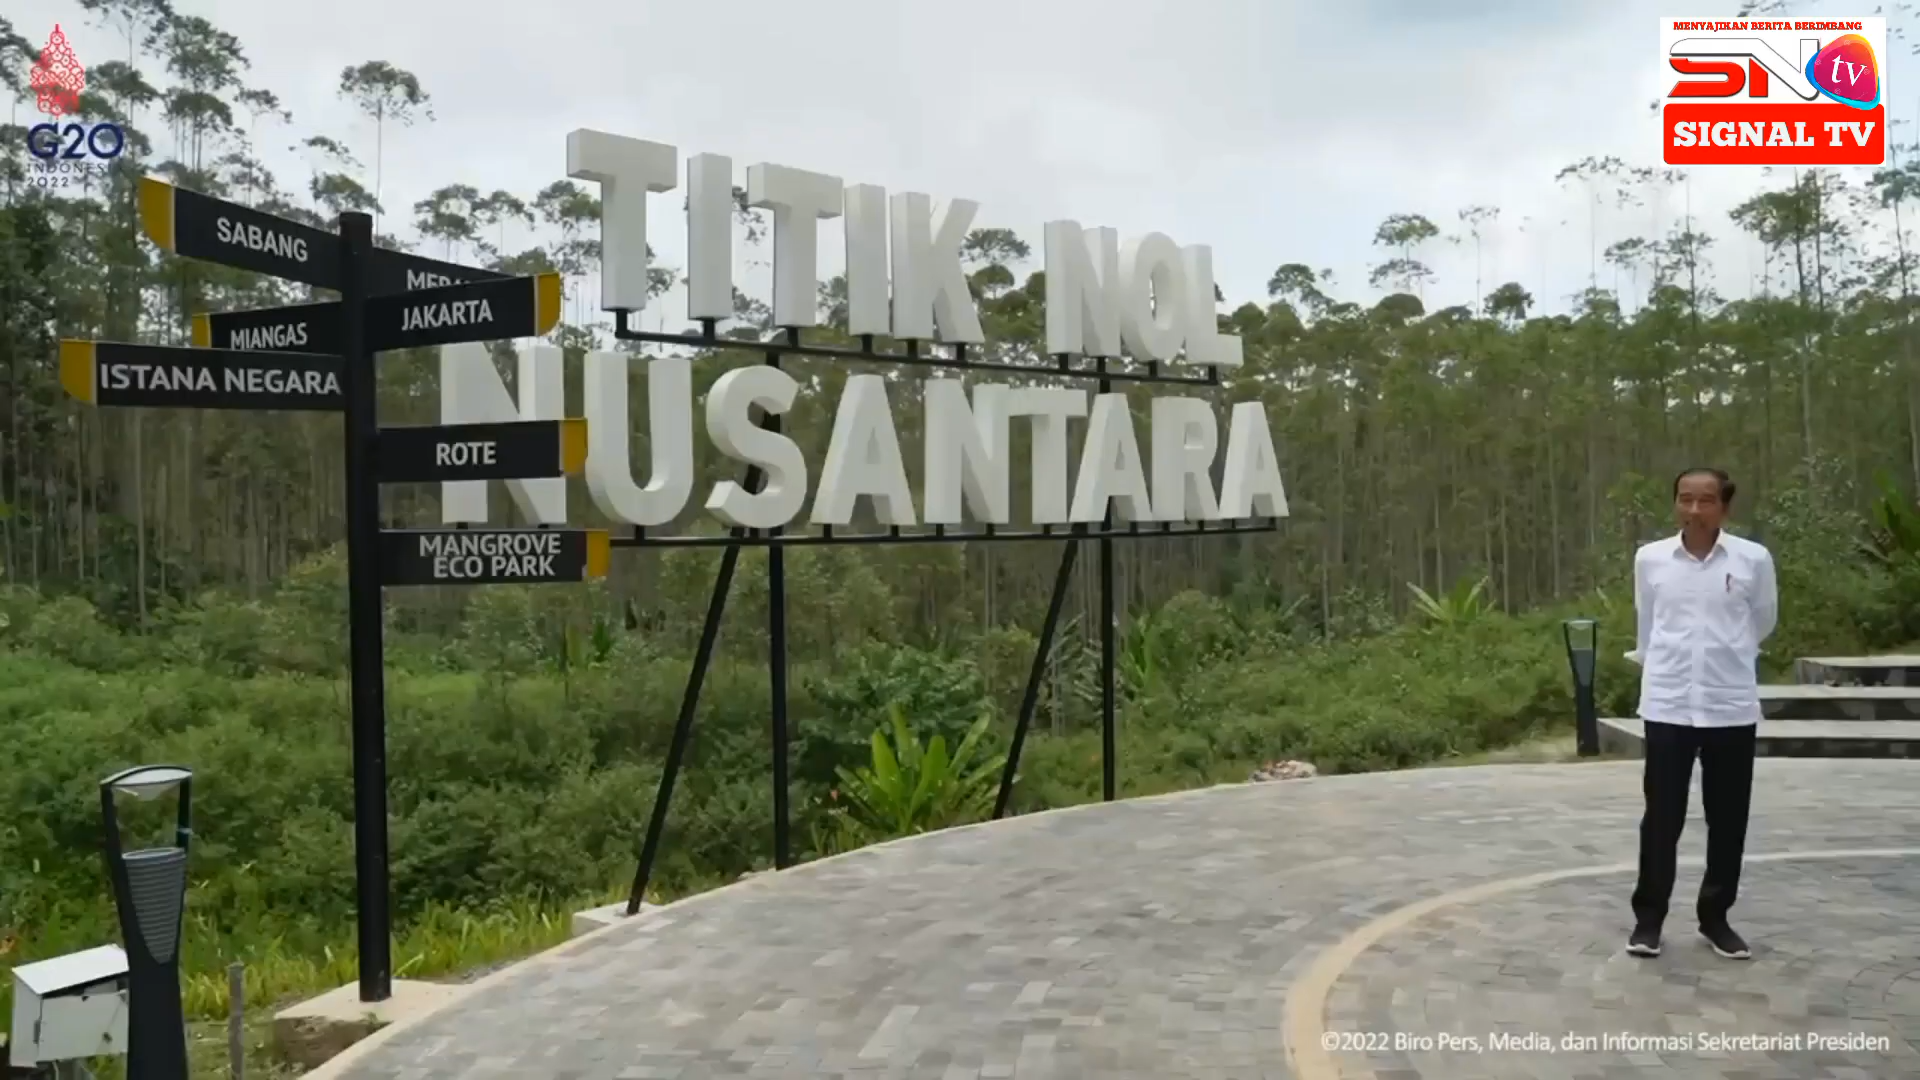 MENYAJIKAN BERITA BERIMBANG
SN tv
SIGNAL TV
G20
INDONESIA
2022
TITIK NOL
NUSANTARA
SABANG
JAKARTA
MIANGAS
ISTANA NEGARA
ROTE
MANGROVE
ECO PARK
©2022 Biro Pers, Media, dan Informasi Sekretariat Presiden